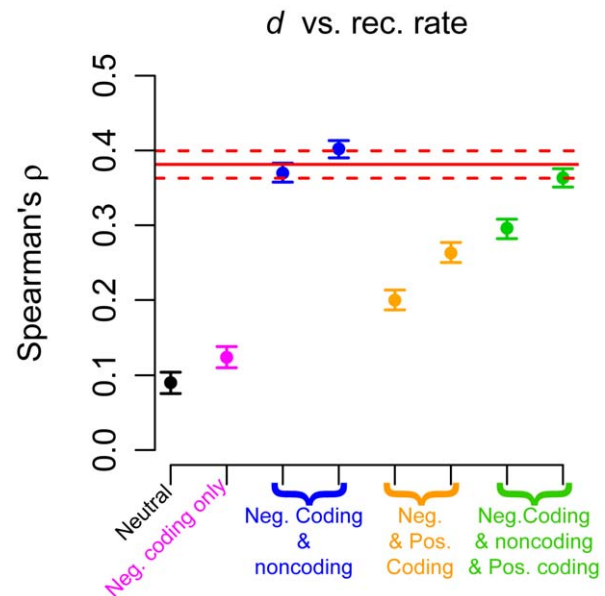 d vs. rec. rate
Spearman's ρ
0.5
0.4
0.3
0.2
0.1
0.0
Neutral
Neg. coding only
Neg. Coding
&
noncoding
Neg.
& Pos.
Coding
Neg.Coding
& noncoding
& Pos. coding